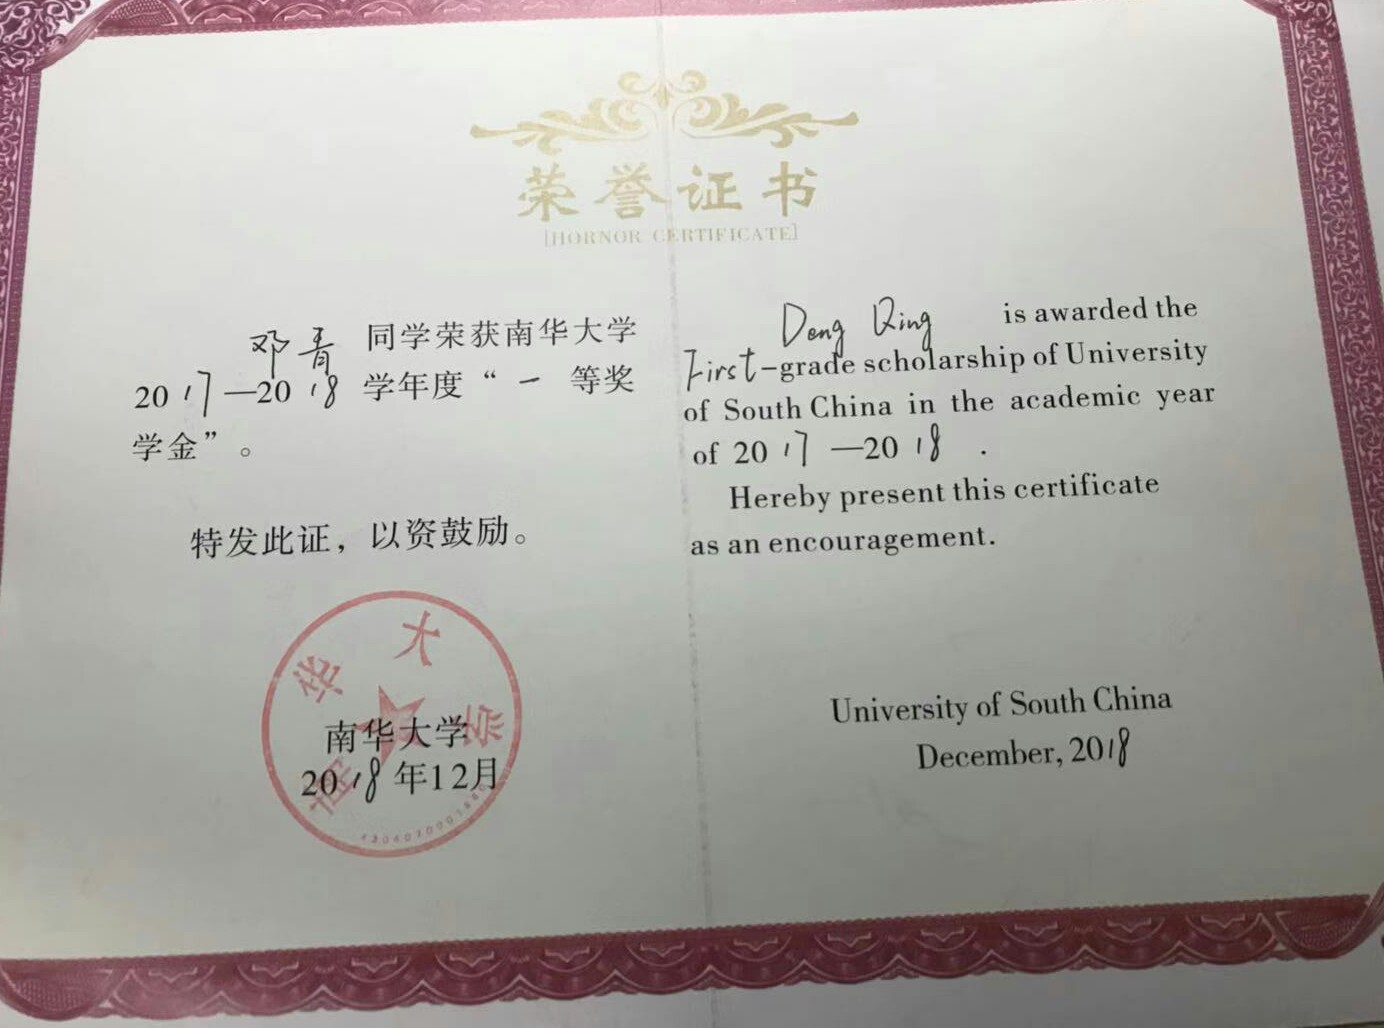 荣誉证书
[HORNOR CERTIFICATE]
邓青 同学荣获南华大学
2017—2018 学年度“一 等奖
学金”。
特发此证，以资鼓励。
南华大学
2018年12月
南华大学
Deng Qing is awarded the
First-grade scholarship of University
of South China in the academic year
of 2017—2018 .
Hereby present this certificate
as an encouragement.
University of South China
December, 2018